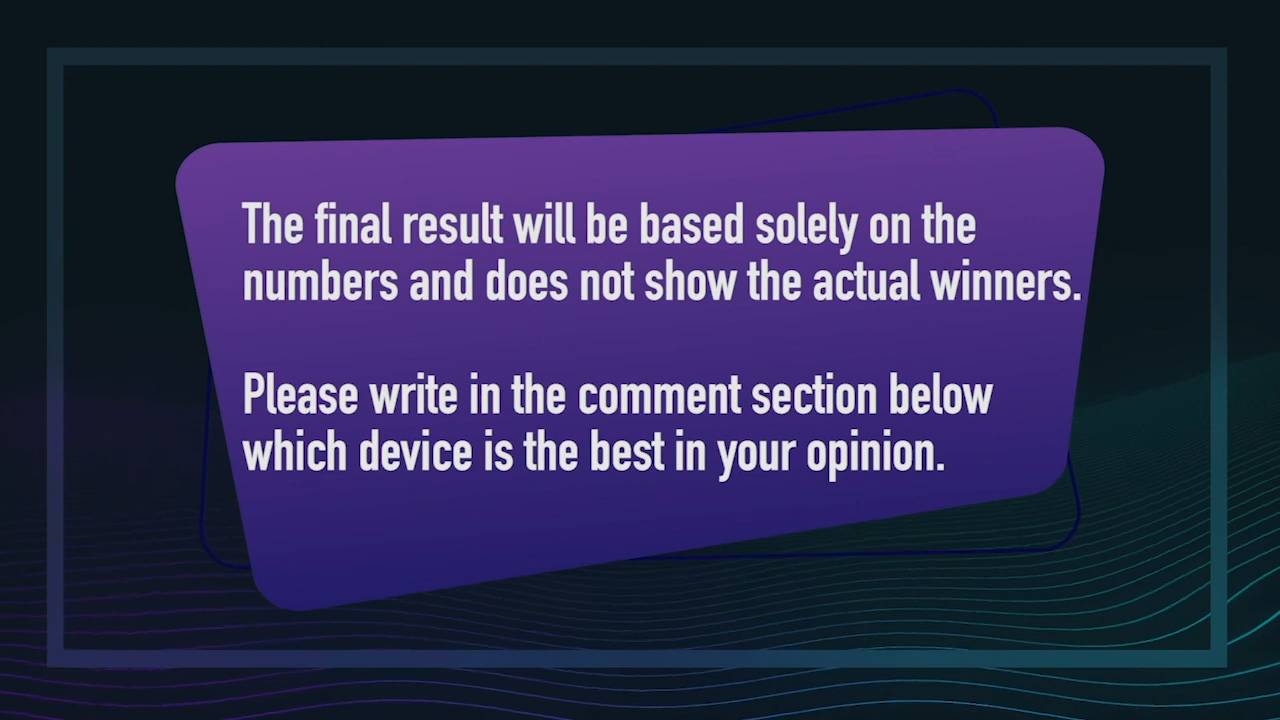 The final result will be based solely on the
numbers and does not show the actual winners.
Please write in the comment section below
which device is the best in your opinion.